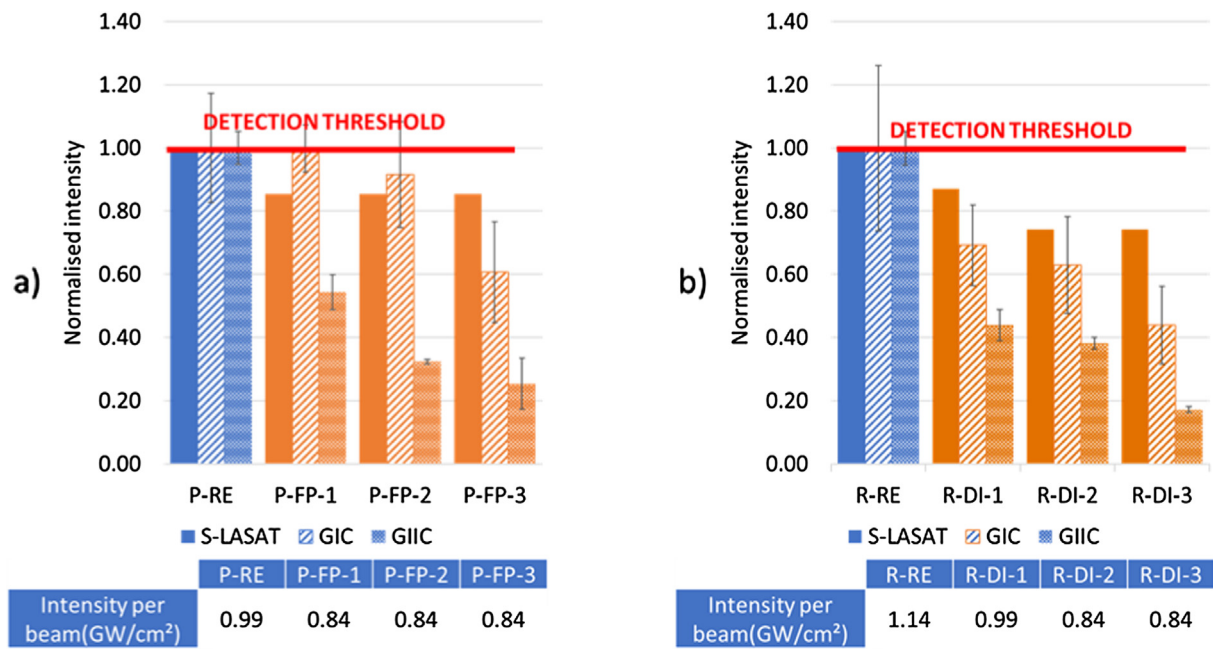 a)
Normalised intensity
1.40
1.20
1.00
0.80
0.60
0.40
0.20
0.00
DETECTION THRESHOLD
P-RE P-FP-1 P-FP-2 P-FP-3
S-LASAT GIC GIIC
P-RE P-FP-1 P-FP-2 P-FP-3
Intensity per
beam(GW/cm²) 0.99 0.84 0.84 0.84
b)
Normalised intensity
1.40
1.20
1.00
0.80
0.60
0.40
0.20
0.00
DETECTION THRESHOLD
R-RE R-DI-1 R-DI-2 R-DI-3
S-LASAT GIC GIIC
R-RE R-DI-1 R-DI-2 R-DI-3
Intensity per
beam(GW/cm²) 1.14 0.99 0.84 0.84